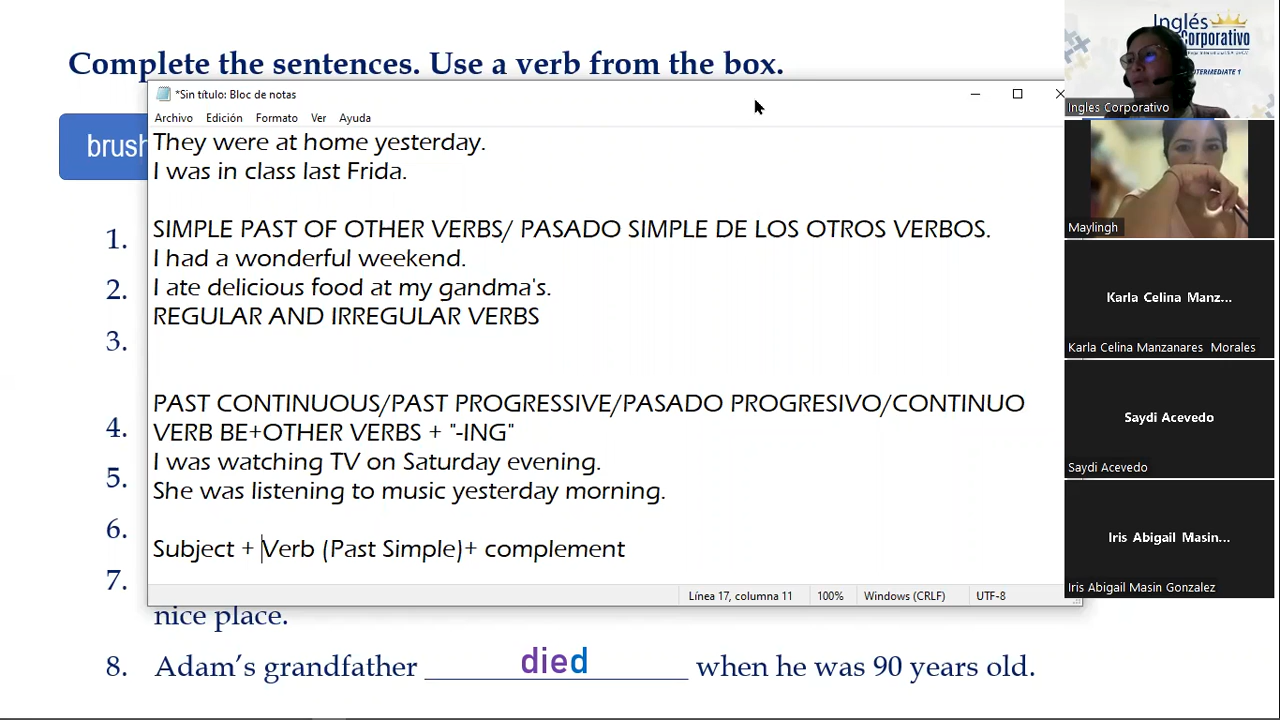 Complete the sentences. Use a verb from the box.
brush
*Sin título: Bloc de notas
Archivo Edición Formato Ver Ayuda
They were at home yesterday.
I was in class last Frida.
SIMPLE PAST OF OTHER VERBS/ PASADO SIMPLE DE LOS OTROS VERBOS.
I had a wonderful weekend.
I ate delicious food at my gandma's.
REGULAR AND IRREGULAR VERBS
PAST CONTINUOUS/PAST PROGRESSIVE/PASADO PROGRESIVO/CONTINUO
VERB BE+OTHER VERBS + "-ING"
I was watching TV on Saturday evening.
She was listening to music yesterday morning.
Subject + Verb (Past Simple)+ complement
Línea 17, columna 11 100% Windows (CRLF) UTF-8
1.
2.
3.
4.
5.
6.
7.
nice place.
8. Adam's grandfather died when he was 90 years old.
Inglés
Corporativo
Ingles Corporativo
Maylingh
Karla Celina Manz...
Karla Celina Manzanares Morales
Saydi Acevedo
Saydi Acevedo
Iris Abigail Masin...
Iris Abigail Masin Gonzalez